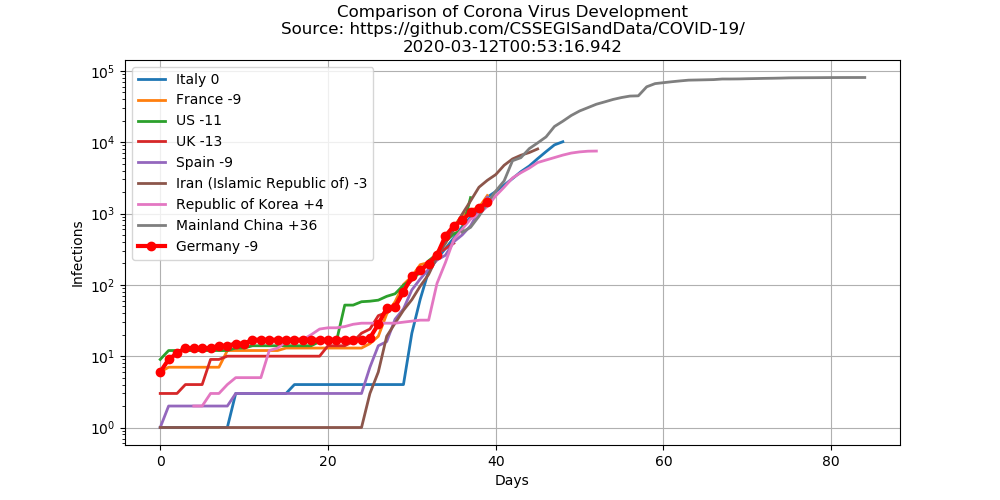 Comparison of Corona Virus Development
Source: https://github.com/CSSEGISandData/COVID-19/
2020-03-12T00:53:16.942
Italy 0
France -9
US -11
UK -13
Spain -9
Iran (Islamic Republic of) -3
Republic of Korea +4
Mainland China +36
Germany -9
Infections
10⁵
10⁴
10³
10²
10¹
10⁰
0 20 40 60 80
Days